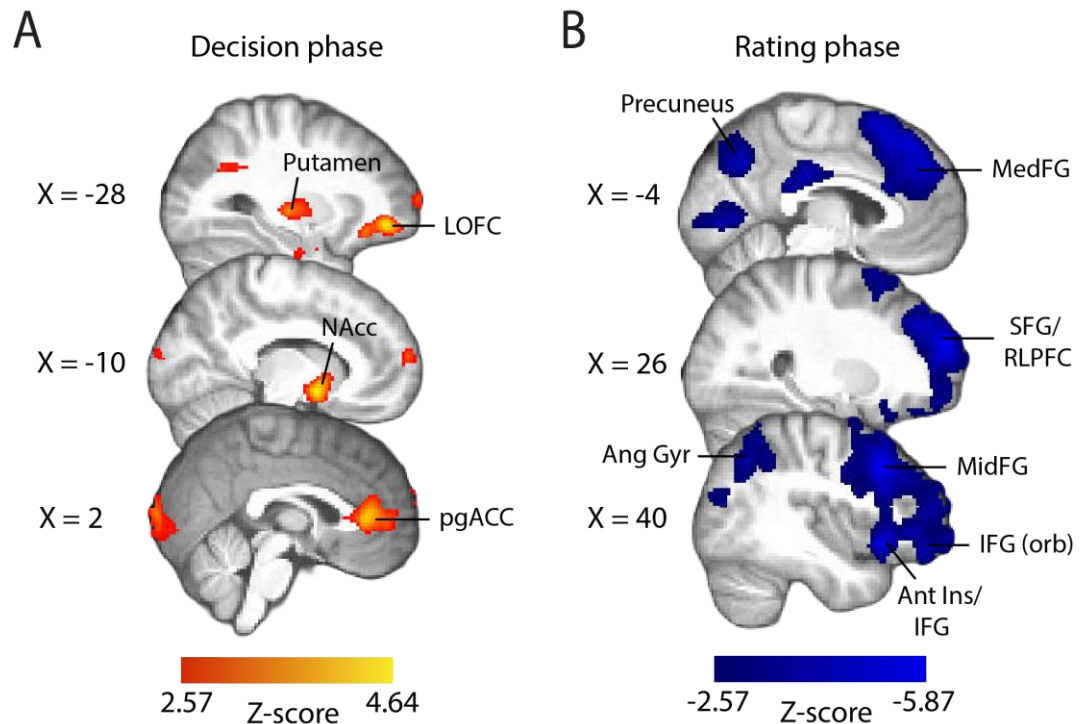 A
Decision phase
X = -28
Putamen
LOFC
X = -10
NAcc
X = 2
pgACC
2.57
4.64
Z-score
B
Rating phase
Precuneus
X = -4
MedFG
X = 26
SFG/
RLPFC
Ang Gyr
MidFG
X = 40
IFG (orb)
Ant Ins/
IFG
-2.57
-5.87
Z-score